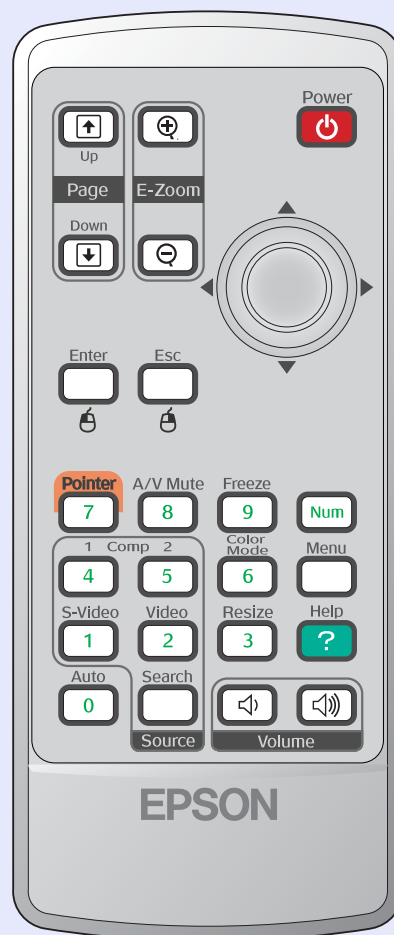 Power
Up
Page E-Zoom
Down
Enter Esc
Pointer A/V Mute Freeze
7 8 9 Num
1 Comp 2 Color Mode Menu
4 5 6
S-Video Video Resize Help
1 2 3 ?
Auto Search
0
Source Volume
EPSON